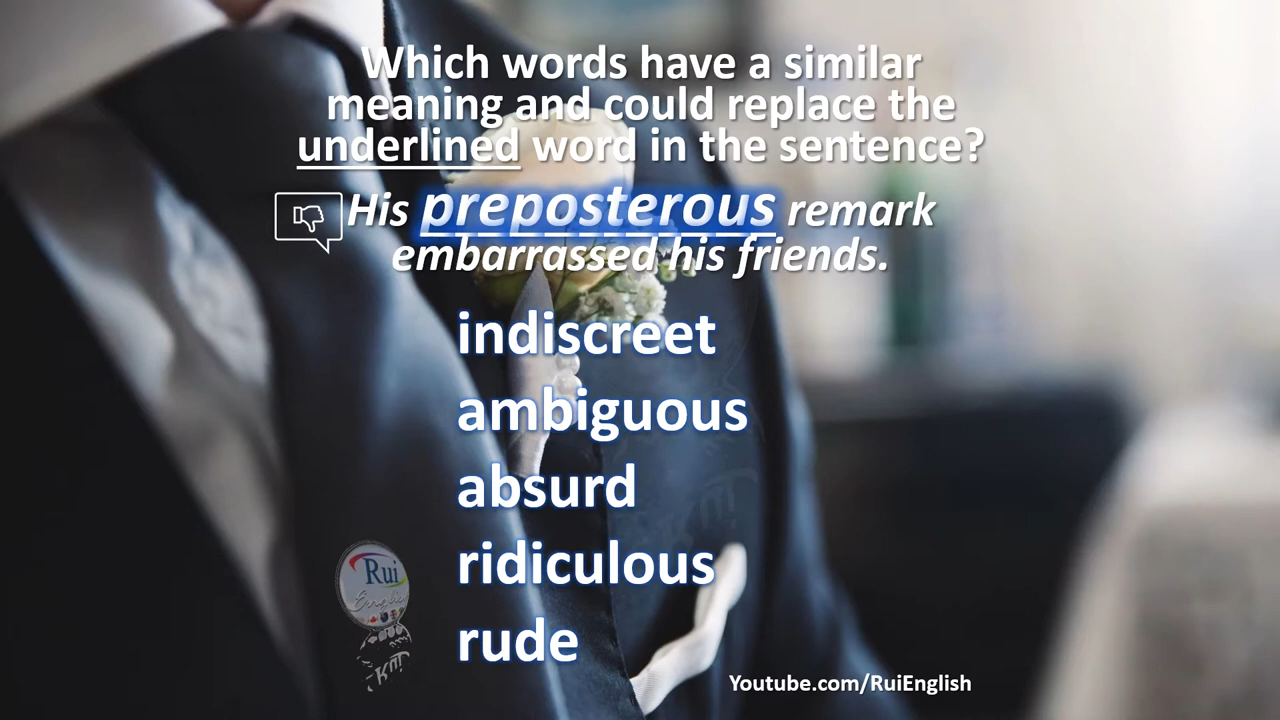 Which words have a similar
meaning and could replace the
underlined word in the sentence?
His preposterous remark
embarrassed his friends.
indiscreet
ambiguous
absurd
ridiculous
rude
Rui
English
Youtube.com/RuiEnglish